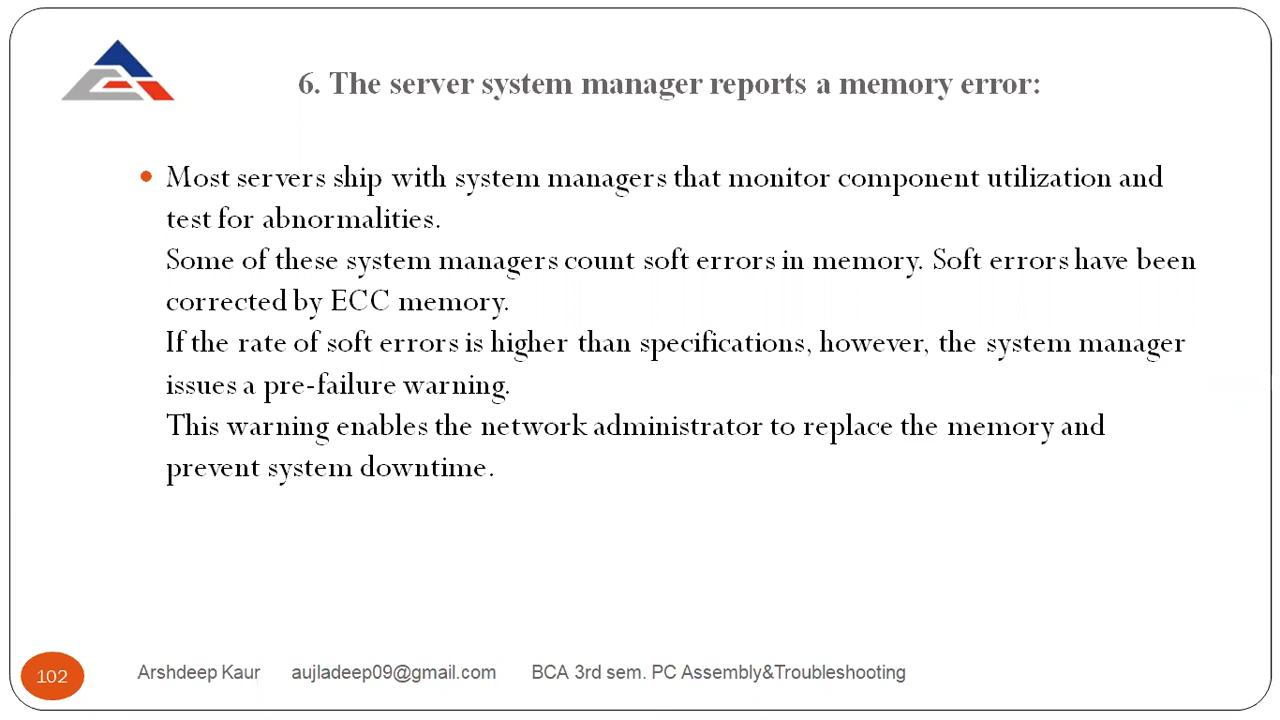 6. The server system manager reports a memory error:
Most servers ship with system managers that monitor component utilization and
test for abnormalities.
Some of these system managers count soft errors in memory. Soft errors have been
corrected by ECC memory.
If the rate of soft errors is higher than specifications, however, the system manager
issues a pre-failure warning.
This warning enables the network administrator to replace the memory and
prevent system downtime.
102 Arshdeep Kaur aujladeep09@gmail.com BCA 3rd sem. PC Assembly&Troubleshooting